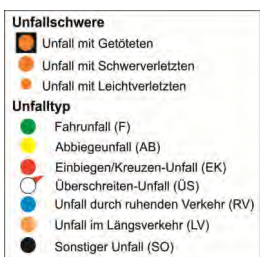 Unfallschwere
Unfall mit Getöteten
Unfall mit Schwerverletzten
Unfall mit Leichtverletzten
Unfalltyp
Fahrunfall (F)
Abbiegeunfall (AB)
Einbiegen/Kreuzen-Unfall (EK)
Überschreiten-Unfall (ÜS)
Unfall durch ruhenden Verkehr (RV)
Unfall im Längsverkehr (LV)
Sonstiger Unfall (SO)